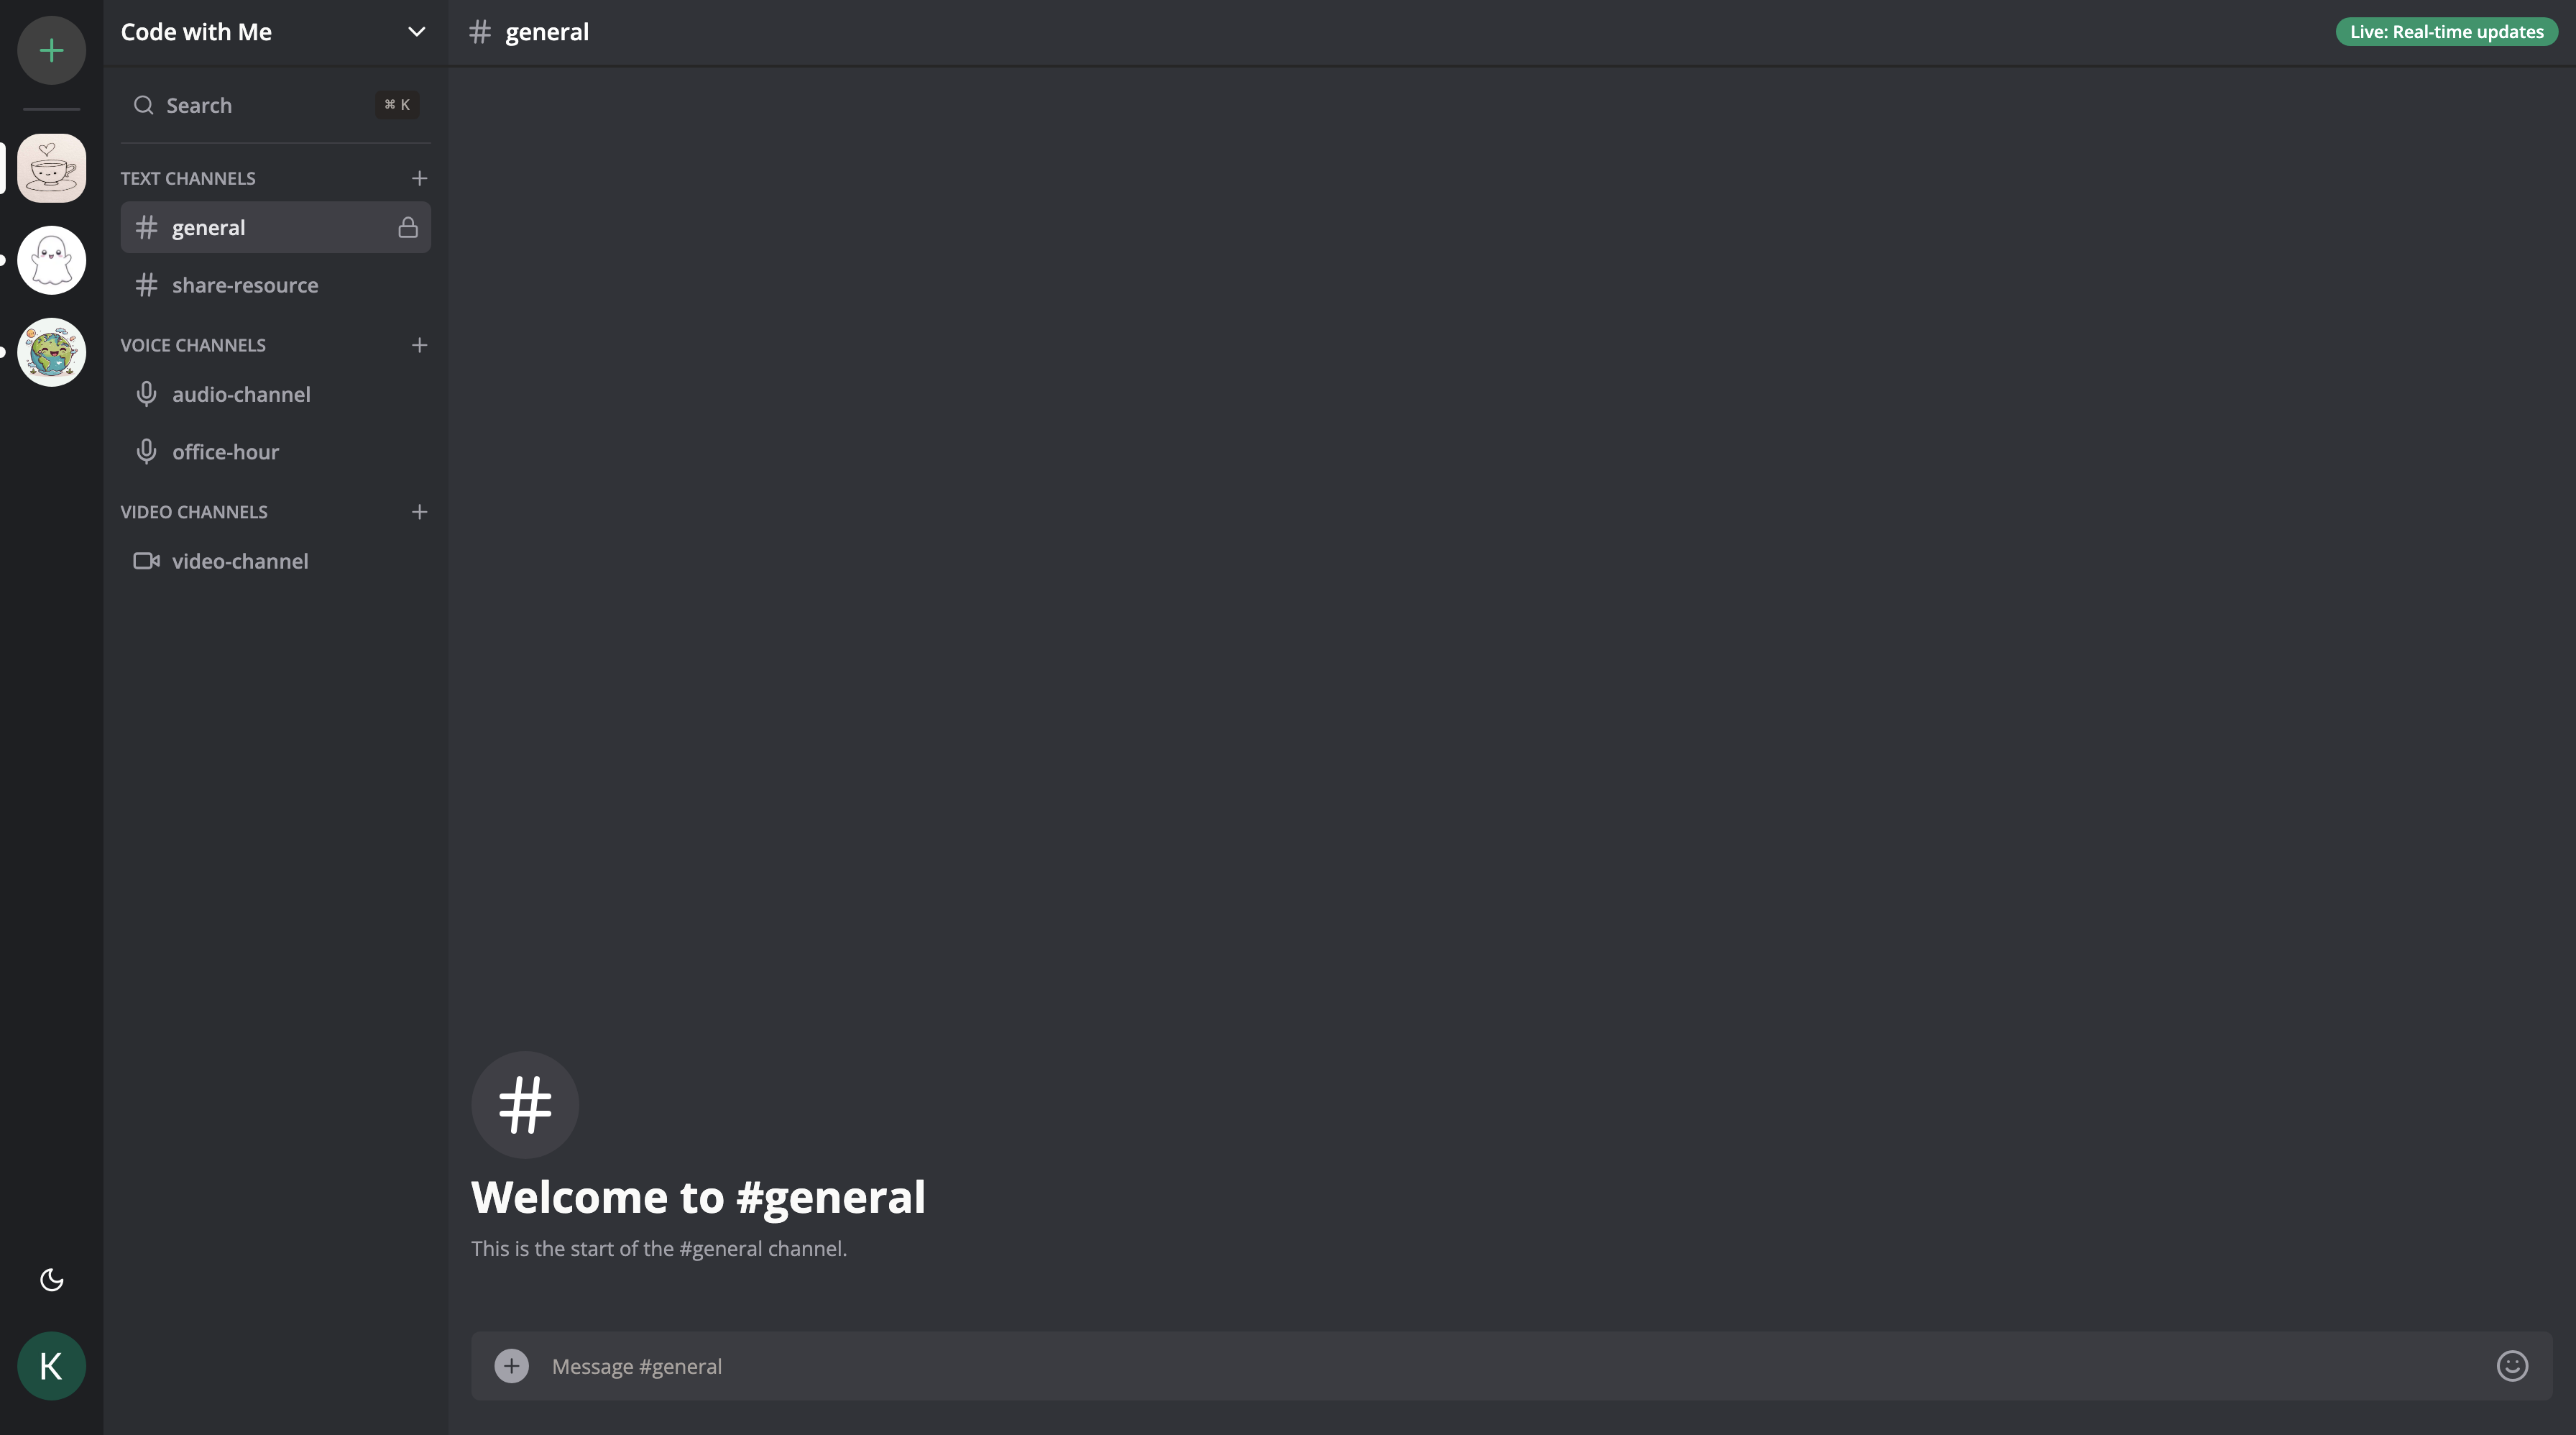 Code with Me
Search
⌘ K
TEXT CHANNELS
general
share-resource
VOICE CHANNELS
audio-channel
office-hour
VIDEO CHANNELS
video-channel
K
# general
Live: Real-time updates
#
Welcome to #general
This is the start of the #general channel.
Message #general